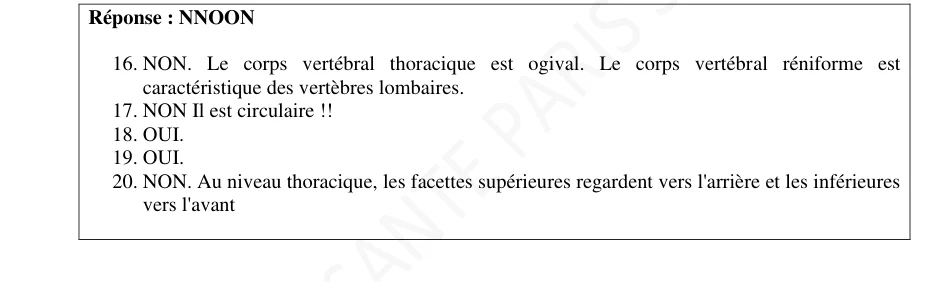 Réponse : NNOON
16. NON. Le corps vertébral thoracique est ogival. Le corps vertébral réniforme est
caractéristique des vertèbres lombaires.
17. NON Il est circulaire !!
18. OUI.
19. OUI.
20. NON. Au niveau thoracique, les facettes supérieures regardent vers l'arrière et les inférieures
vers l'avant
SANTE PARIS